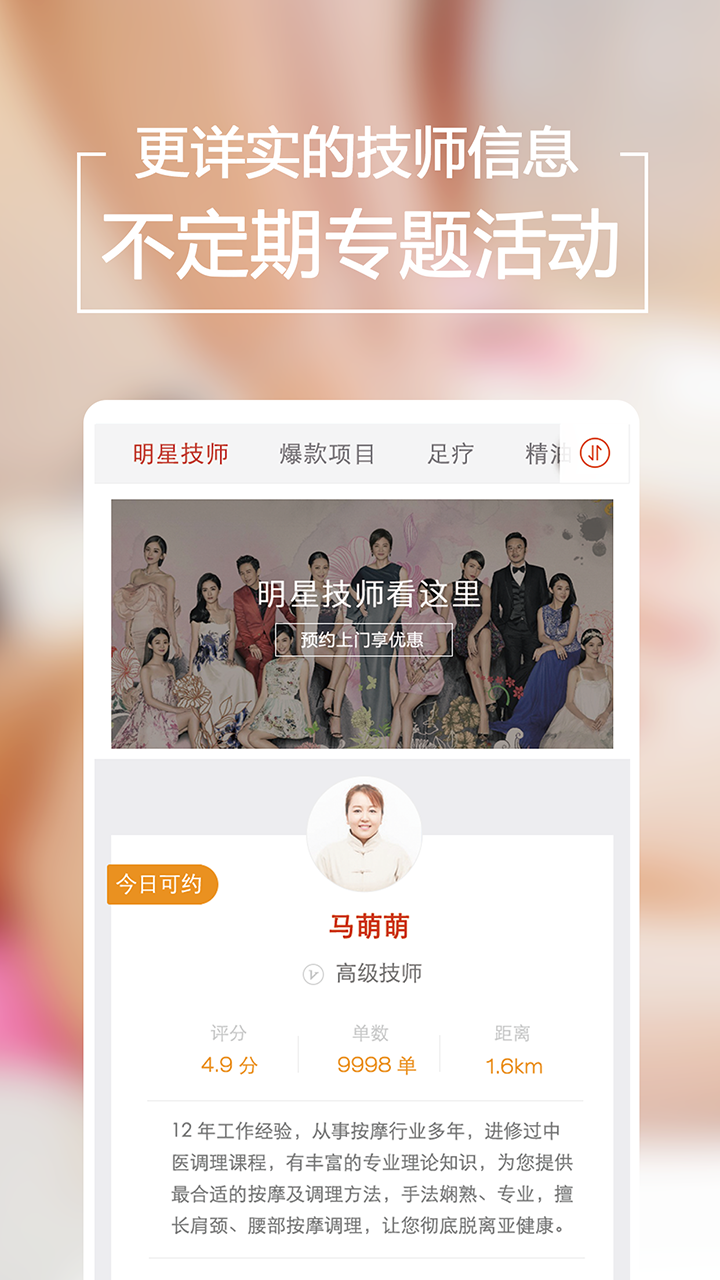 更详实的技师信息
不定期专题活动
明星技师 爆款项目 足疗 精油
明星技师看这里
预约上门享优惠
今日可约
马萌萌
高级技师
评分 单数 距离
4.9 分 9998 单 1.6km
12 年工作经验，从事按摩行业多年，进修过中
医调理课程，有丰富的专业理论知识，为您提供
最合适的按摩及调理方法，手法娴熟、专业，擅
长肩颈、腰部按摩调理，让您彻底脱离亚健康。